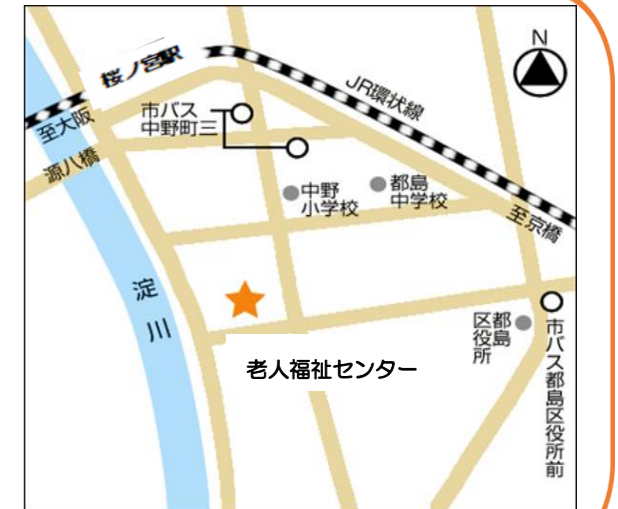 N
桜ノ宮駅
JR環状線
至大阪
市バス
中野町三
源八橋
中野
小学校
都島
中学校
至京橋
淀川
都島
区役所
市バス都島区役所前
老人福祉センター